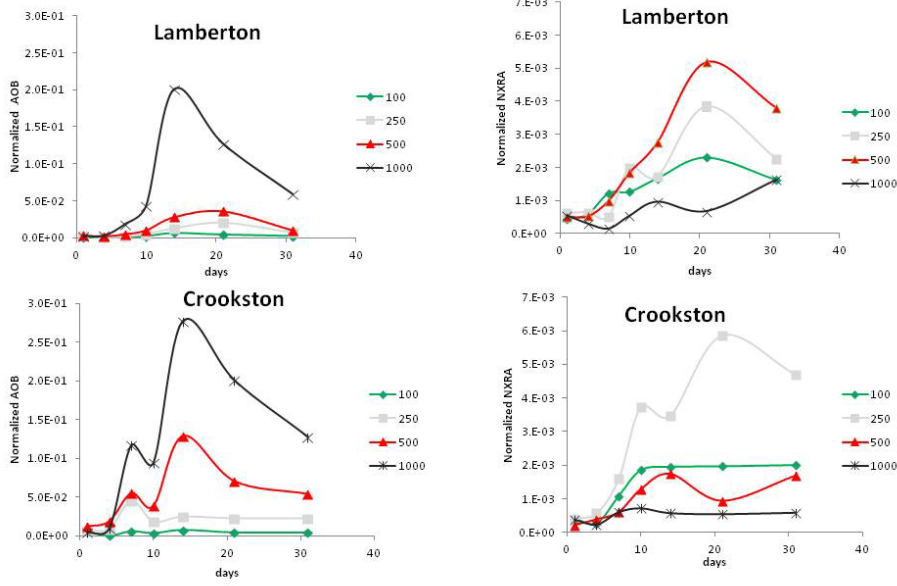 Lamberton
3.0E-01
2.5E-01
2.0E-01
1.5E-01
1.0E-01
5.0E-02
0.0E+00
Normalized AOB
0 10 20 30 40
days
100
250
500
1000
Lamberton
7.E-03
6.E-03
5.E-03
4.E-03
3.E-03
2.E-03
1.E-03
0.E+00
Normalized NXRA
0 10 20 30 40
days
100
250
500
1000
Crookston
3.0E-01
2.5E-01
2.0E-01
1.5E-01
1.0E-01
5.0E-02
0.0E+00
Normalized AOB
0 10 20 30 40
days
100
250
500
1000
Crookston
7.E-03
6.E-03
5.E-03
4.E-03
3.E-03
2.E-03
1.E-03
0.E+00
Normalized NXRA
0 10 20 30 40
days
100
250
500
1000